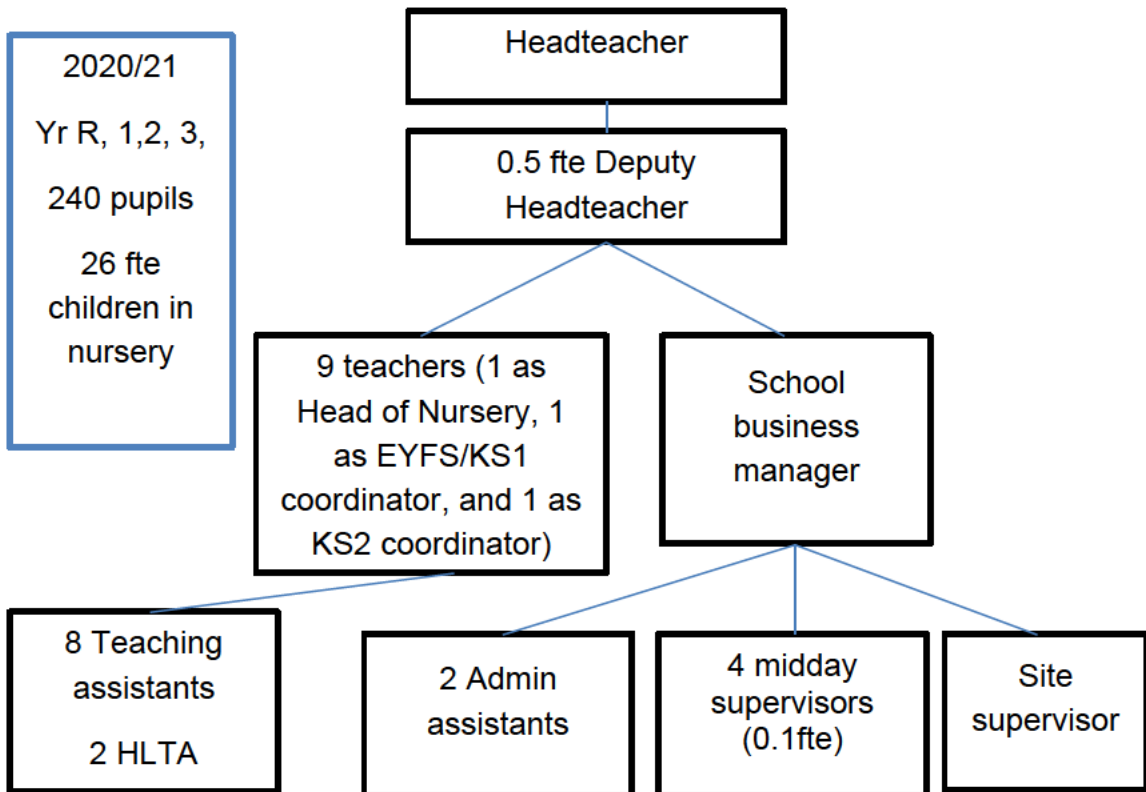 2020/21
Yr R, 1,2, 3,
240 pupils
26 fte
children in
nursery
Headteacher
0.5 fte Deputy
Headteacher
9 teachers (1 as
Head of Nursery, 1
as EYFS/KS1
coordinator, and 1 as
KS2 coordinator)
School
business
manager
8 Teaching
assistants
2 HLTA
2 Admin
assistants
4 midday
supervisors
(0.1fte)
Site
supervisor